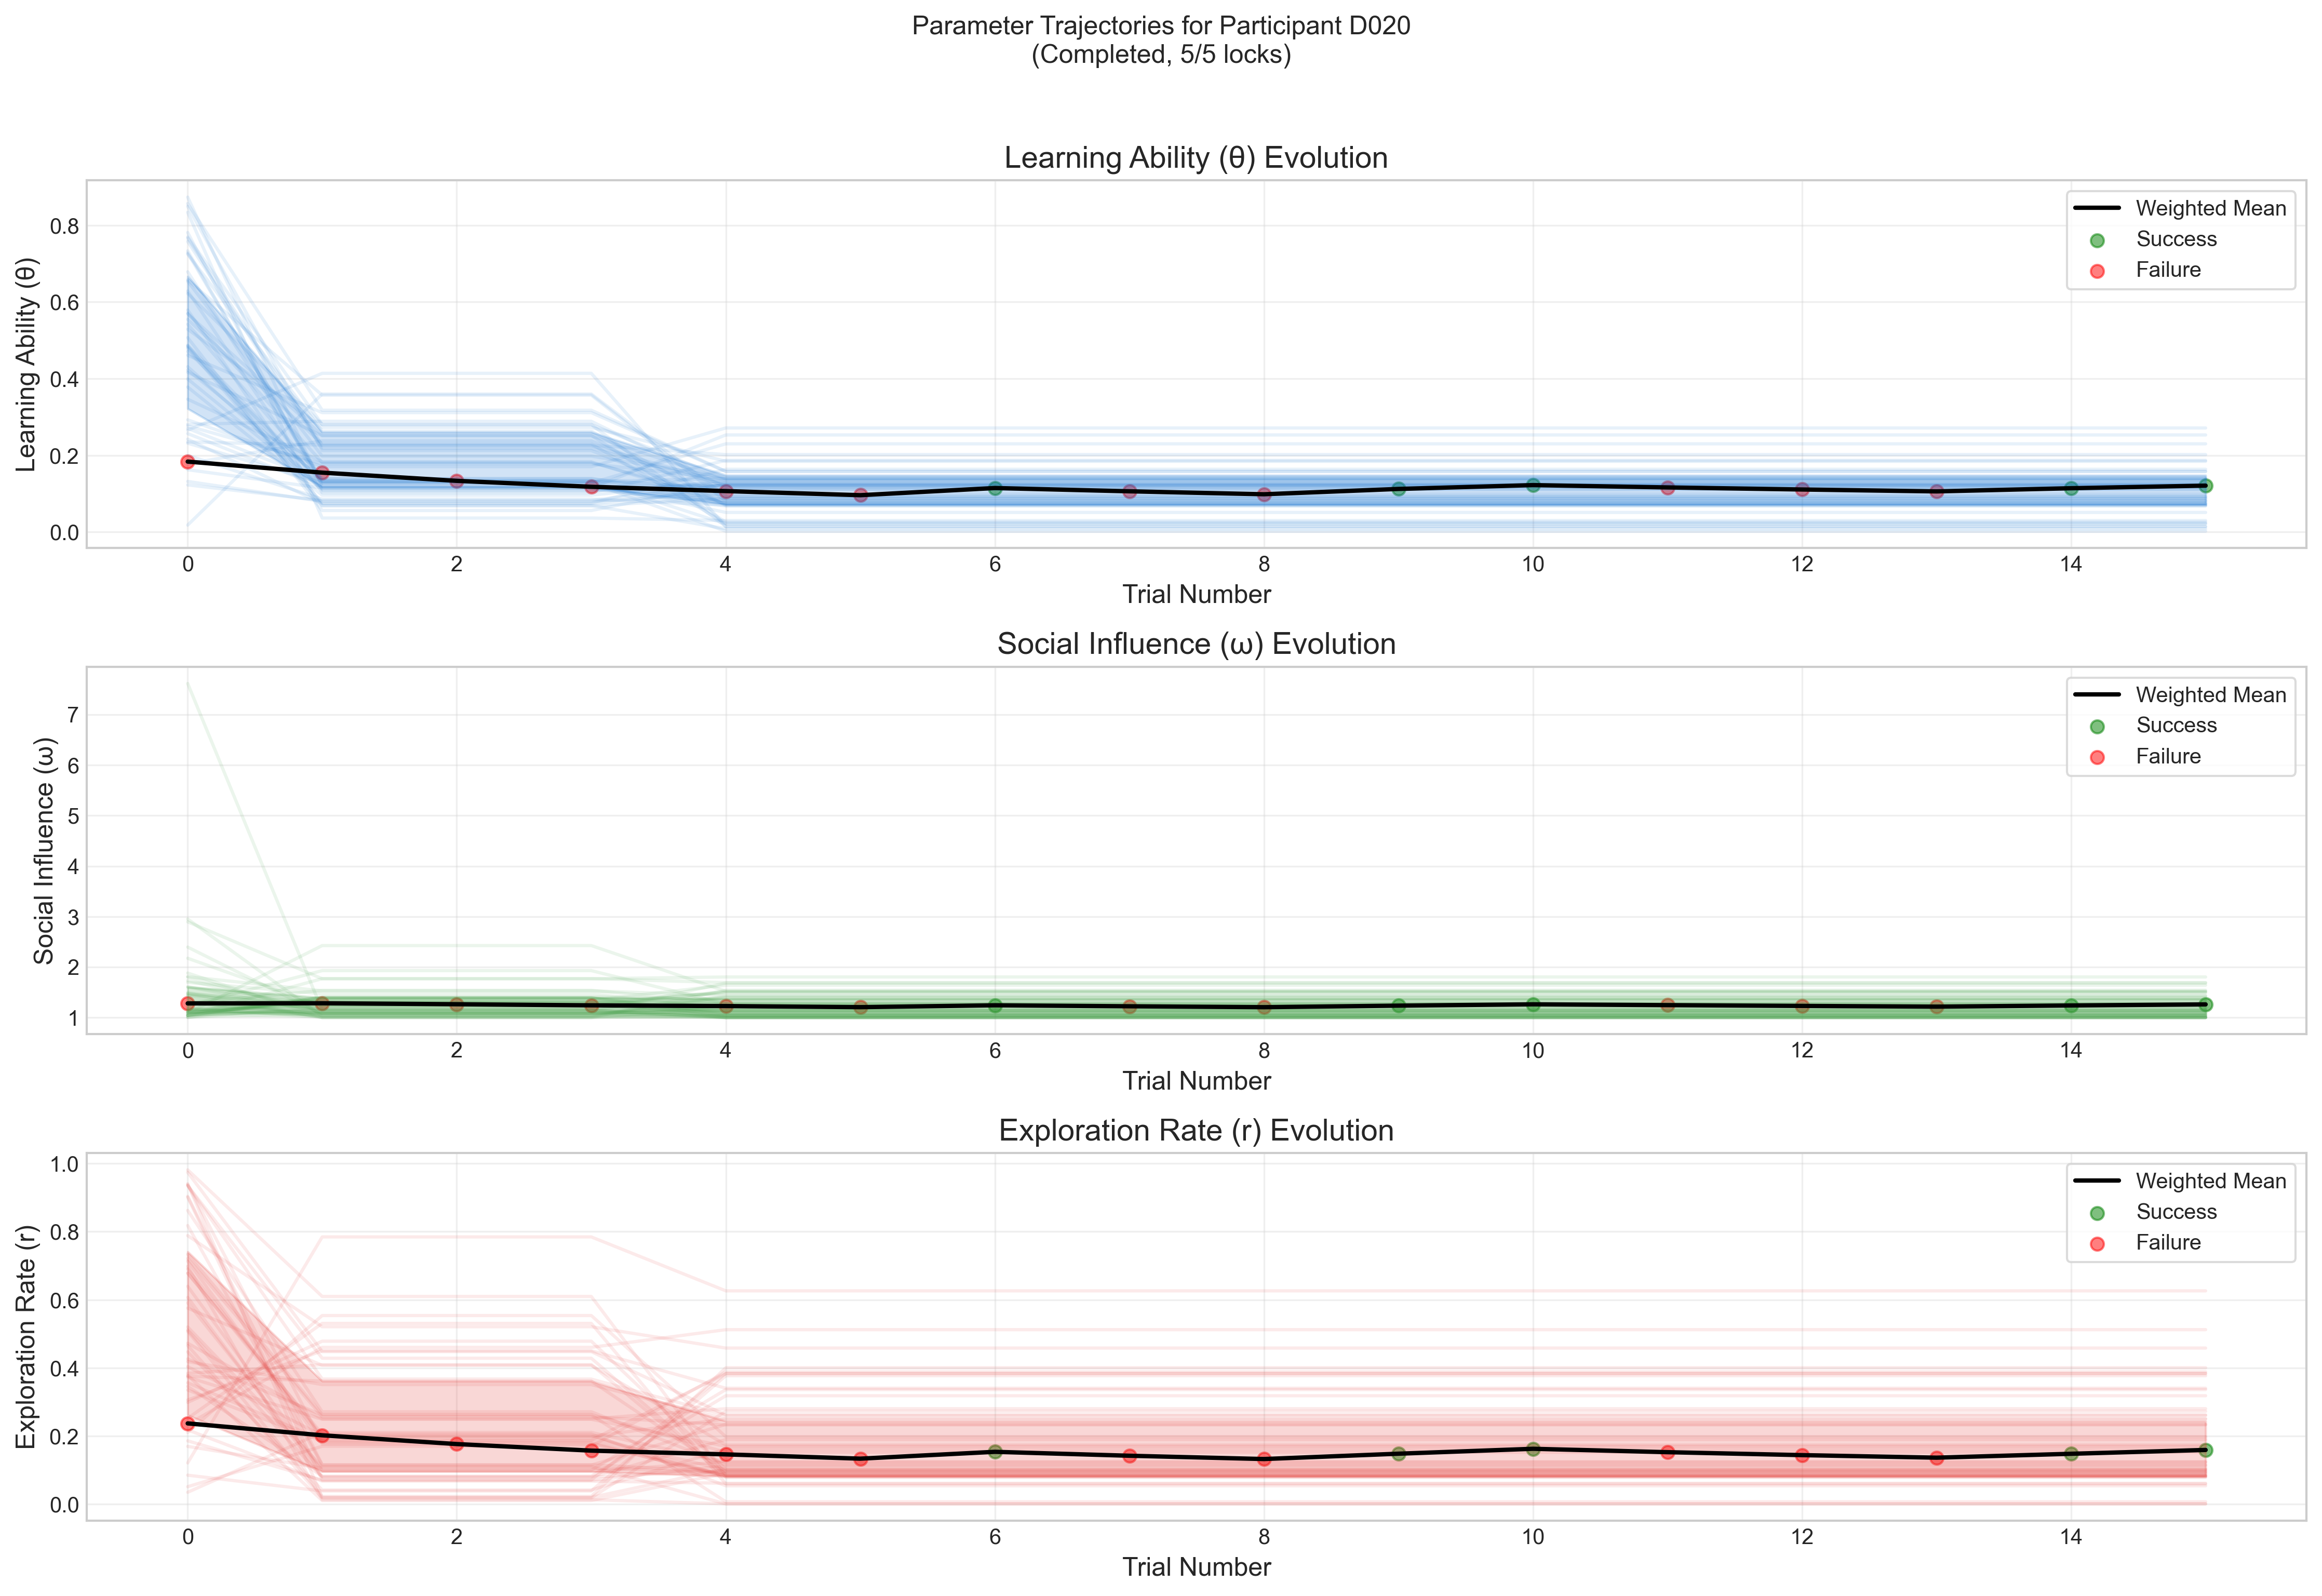 Parameter Trajectories for Participant D020
(Completed, 5/5 locks)
Learning Ability (θ) Evolution
Learning Ability (θ)
0.8
0.6
0.4
0.2
0.0
Weighted Mean
Success
Failure
0 2 4 6 8 10 12 14
Trial Number
Social Influence (ω) Evolution
Social Influence (ω)
7
6
5
4
3
2
1
Weighted Mean
Success
Failure
0 2 4 6 8 10 12 14
Trial Number
Exploration Rate (r) Evolution
Exploration Rate (r)
1.0
0.8
0.6
0.4
0.2
0.0
Weighted Mean
Success
Failure
0 2 4 6 8 10 12 14
Trial Number